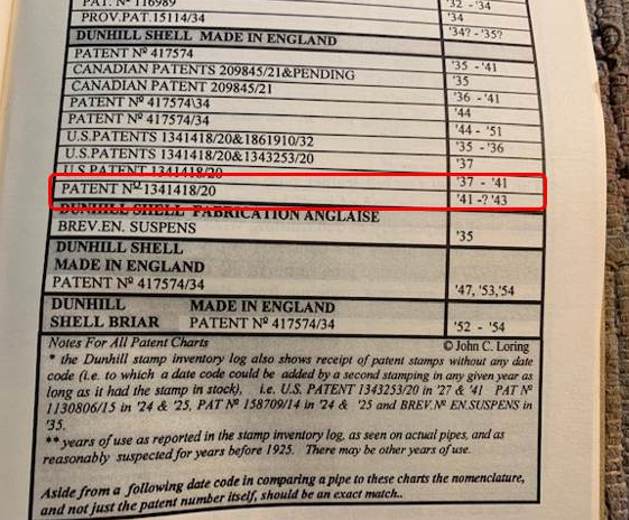 PAT. Nº 116989 '32 - '34
PROV.PAT.15114/34 '34
DUNHILL SHELL MADE IN ENGLAND '34? - '35?
PATENT Nº 417574 '35 - '41
CANADIAN PATENTS 209845/21&PENDING '35
CANADIAN PATENT 209845/21 '36 - '41
PATENT Nº 417574\34 '44
PATENT Nº 417574/34 '44 - '51
U.S.PATENTS 1341418/20&1861910/32 '35 - '36
U.S.PATENTS 1341418/20&1343253/20 '37
U.S.PATENT 1341418/20 '37 - '41
PATENT Nº 1341418/20 '41 -? '43
DUNHILL SHELL FABRICATION ANGLAISE
BREV.EN. SUSPENS '35
DUNHILL SHELL
MADE IN ENGLAND
PATENT Nº 417574/34 '47, '53,'54
DUNHILL MADE IN ENGLAND
SHELL BRIAR PATENT Nº 417574/34 '52 - '54
Notes For All Patent Charts © John C. Loring
* the Dunhill stamp inventory log also shows receipt of patent stamps without any date
code (i.e. to which a date code could be added by a second stamping in any given year as
long as it had the stamp in stock), i.e. U.S. PATENT 1343253/20 in '27 & '41 PAT Nº
1130806/15 in '24 & '25, PAT Nº 158709/14 in '24 & '25 and BREV.Nº EN.SUSPENS in
'35.
** years of use as reported in the stamp inventory log, as seen on actual pipes, and as
reasonably suspected for years before 1925. There may be other years of use.
Aside from a following date code in comparing a pipe to these charts the nomenclature,
and not just the patent number itself, should be an exact match..